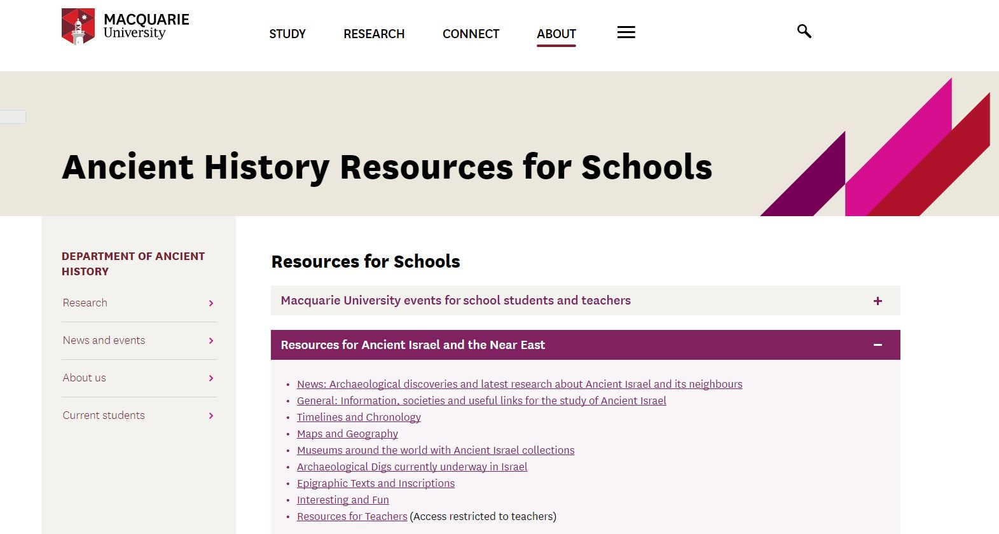 MACQUARIE
University
STUDY
RESEARCH
CONNECT
ABOUT
Ancient History Resources for Schools
DEPARTMENT OF ANCIENT
HISTORY
Research
News and events
About us
Current students
Resources for Schools
Macquarie University events for school students and teachers
Resources for Ancient Israel and the Near East
• News: Archaeological discoveries and latest research about Ancient Israel and its neighbours
• General: Information, societies and useful links for the study of Ancient Israel
• Timelines and Chronology
• Maps and Geography
• Museums around the world with Ancient Israel collections
• Archaeological Digs currently underway in Israel
• Epigraphic Texts and Inscriptions
• Interesting and Fun
• Resources for Teachers (Access restricted to teachers)